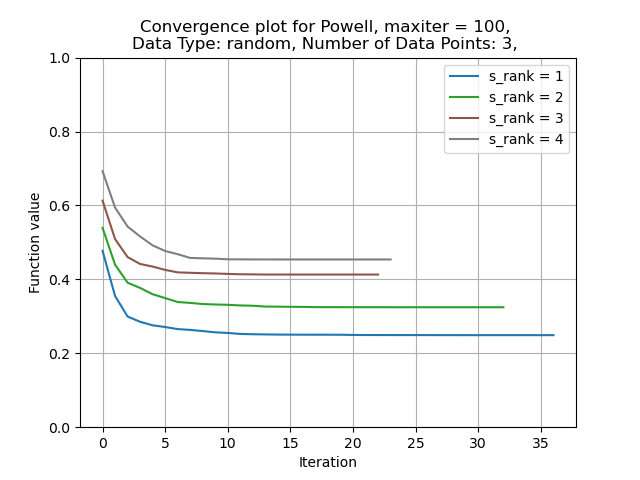 Convergence plot for Powell, maxiter = 100,
Data Type: random, Number of Data Points: 3,
1.0
0.8
0.6
0.4
0.2
0.0
Function value
s_rank = 1
s_rank = 2
s_rank = 3
s_rank = 4
0 5 10 15 20 25 30 35
Iteration